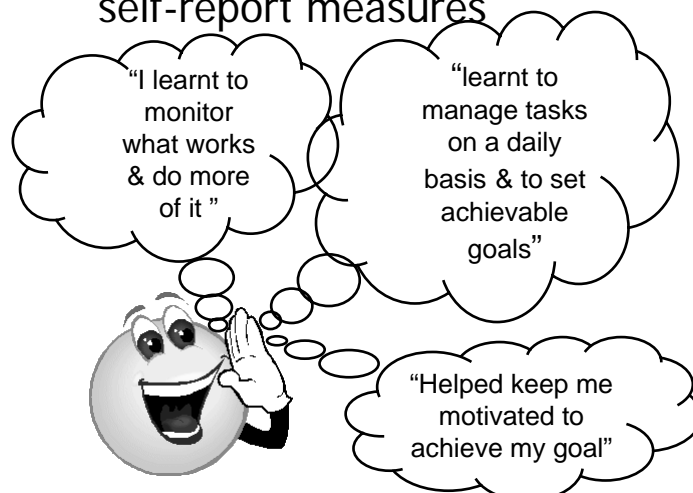 self-report measures
“I learnt to
monitor
what works
& do more
of it ”
“learnt to
manage tasks
on a daily
basis & to set
achievable
goals”
“Helped keep me
motivated to
achieve my goal”